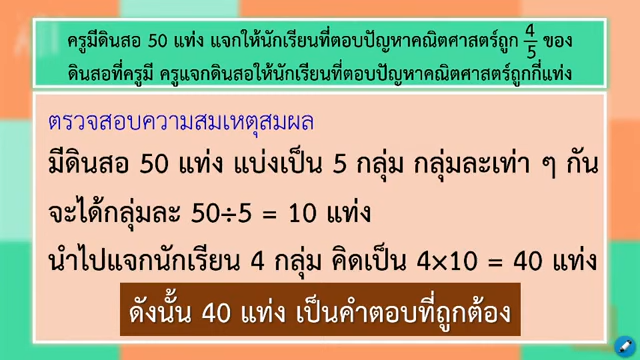 ครูมีดินสอ 50 แท่ง แจกให้นักเรียนที่ตอบปัญหาคณิตศาสตร์ถูก 4/5 ของ
ดินสอที่ครูมี ครูแจกดินสอให้นักเรียนที่ตอบปัญหาคณิตศาสตร์ถูกกี่แท่ง
ตรวจสอบความสมเหตุสมผล
มีดินสอ 50 แท่ง แบ่งเป็น 5 กลุ่ม กลุ่มละเท่า ๆ กัน
จะได้กลุ่มละ 50÷5 = 10 แท่ง
นำไปแจกนักเรียน 4 กลุ่ม คิดเป็น 4×10 = 40 แท่ง
ดังนั้น 40 แท่ง เป็นคำตอบที่ถูกต้อง